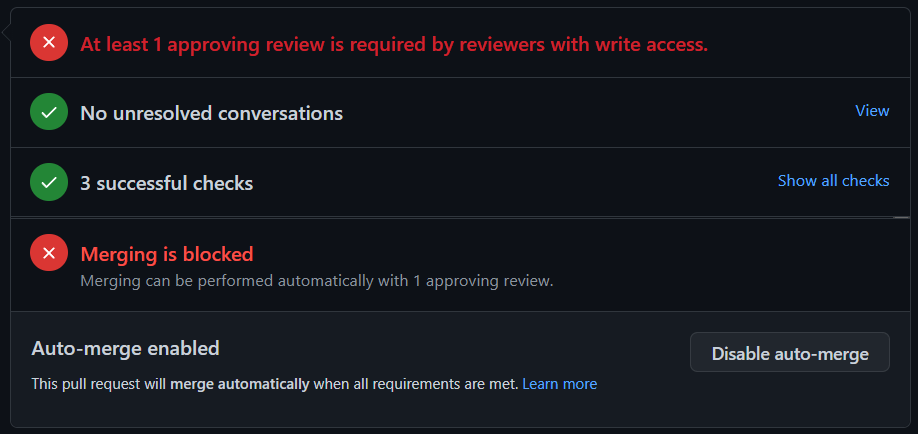 At least 1 approving review is required by reviewers with write access.
No unresolved conversations
View
3 successful checks
Show all checks
Merging is blocked
Merging can be performed automatically with 1 approving review.
Auto-merge enabled
Disable auto-merge
This pull request will merge automatically when all requirements are met. Learn more